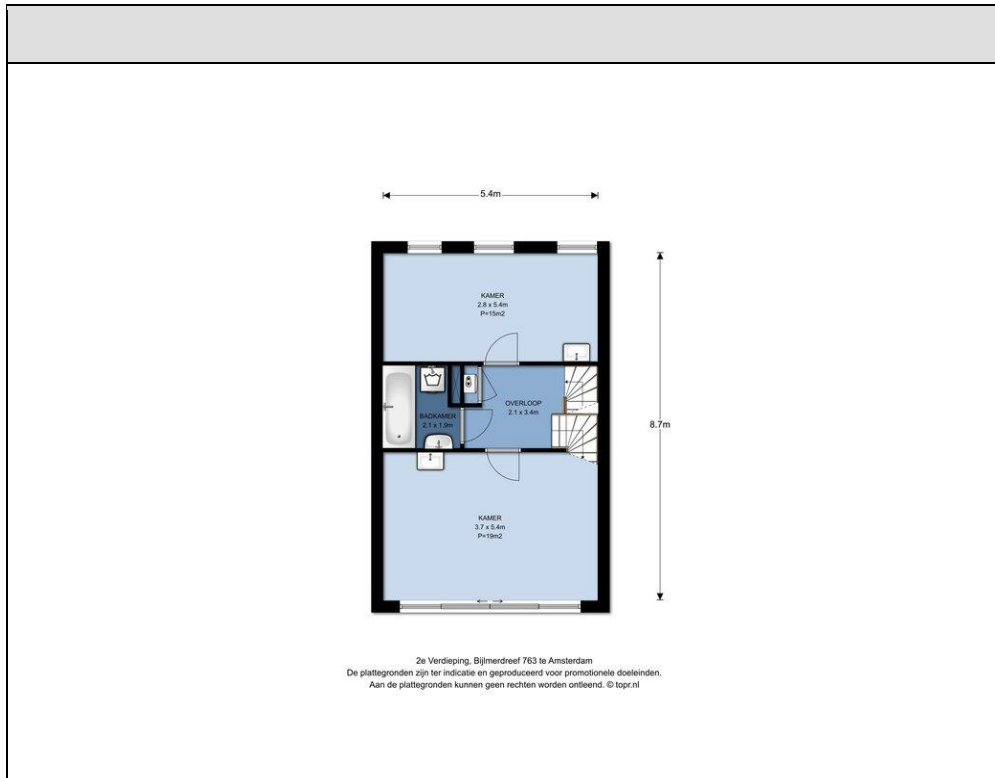 5.4m
KAMER
2.8 x 5.4m
P=15m2
OVERLOOP
2.1 x 3.4m
BADKAMER
2.1 x 1.9m
8.7m
KAMER
3.7 x 5.4m
P=19m2
2e Verdieping, Bijlmerdreef 763 te Amsterdam
De plattegronden zijn ter indicatie en geproduceerd voor promotionele doeleinden.
Aan de plattegronden kunnen geen rechten worden ontleend. © topr.nl